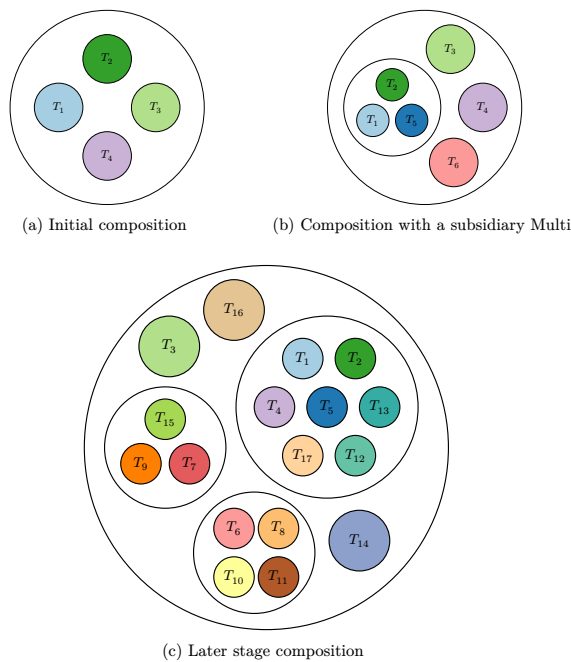 T2
T1
T3
T4
(a) Initial composition
T3
T2
T4
T1
T5
T6
(b) Composition with a subsidiary Multi
T16
T3
T1
T2
T4
T5
T13
T15
T17
T12
T9
T7
T6
T8
T14
T10
T11
(c) Later stage composition